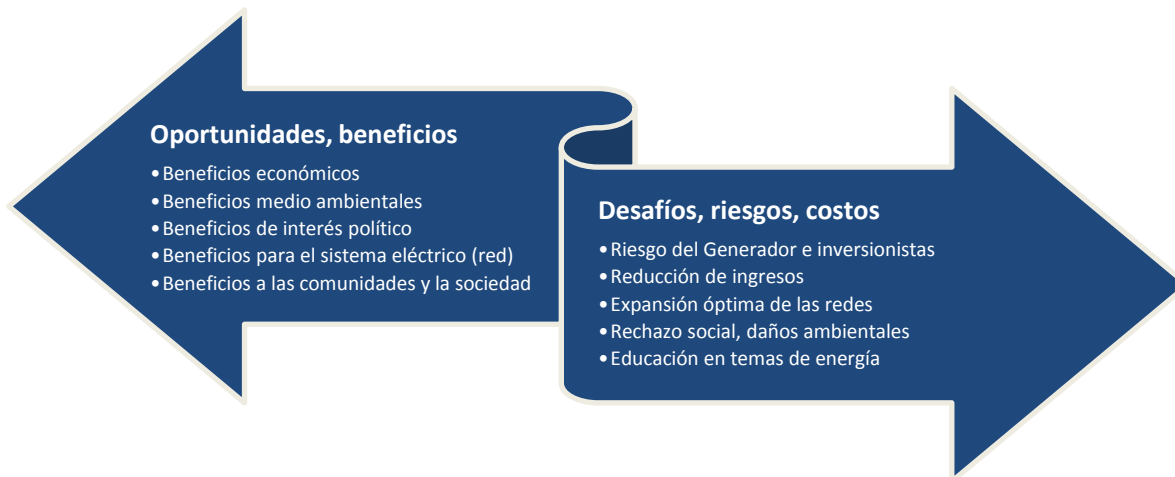 Oportunidades, beneficios
•Beneficios económicos
•Beneficios medio ambientales
•Beneficios de interés político
•Beneficios para el sistema eléctrico (red)
•Beneficios a las comunidades y la sociedad
Desafíos, riesgos, costos
•Riesgo del Generador e inversionistas
•Reducción de ingresos
•Expansión óptima de las redes
•Rechazo social, daños ambientales
•Educación en temas de energía